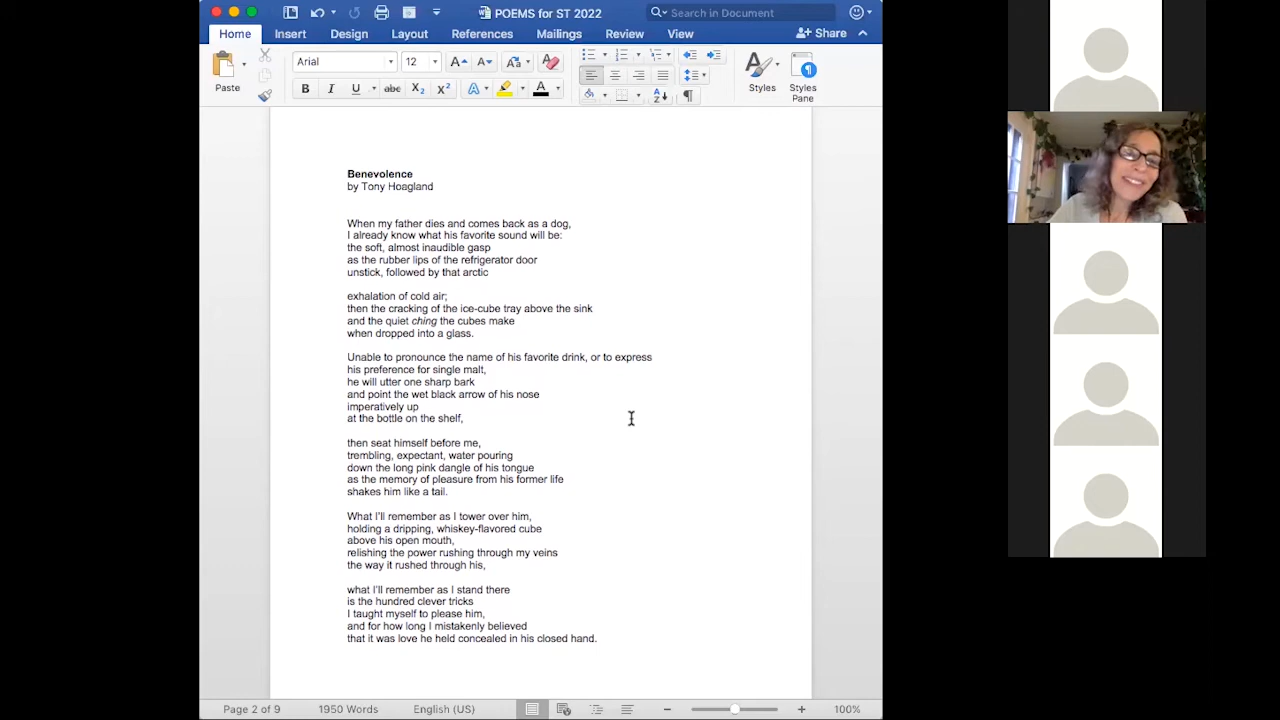 POEMS for ST 2022
Search in Document
Home
Insert
Design
Layout
References
Mailings
Review
View
Share
Paste
Arial
12
Aa
A
B
I
U
abc
X₂
X²
A
A
A
Z
¶
Styles
Styles
Pane
Benevolence
by Tony Hoagland
When my father dies and comes back as a dog,
I already know what his favorite sound will be:
the soft, almost inaudible gasp
as the rubber lips of the refrigerator door
unstick, followed by that arctic
exhalation of cold air;
then the cracking of the ice-cube tray above the sink
and the quiet ching the cubes make
when dropped into a glass.
Unable to pronounce the name of his favorite drink, or to express
his preference for single malt,
he will utter one sharp bark
and point the wet black arrow of his nose
imperatively up
at the bottle on the shelf,
then seat himself before me,
trembling, expectant, water pouring
down the long pink dangle of his tongue
as the memory of pleasure from his former life
shakes him like a tail.
What I'll remember as I tower over him,
holding a dripping, whiskey-flavored cube
above his open mouth,
relishing the power rushing through my veins
the way it rushed through his,
what I'll remember as I stand there
is the hundred clever tricks
I taught myself to please him,
and for how long I mistakenly believed
that it was love he held concealed in his closed hand.
Page 2 of 9
1950 Words
English (US)
100%